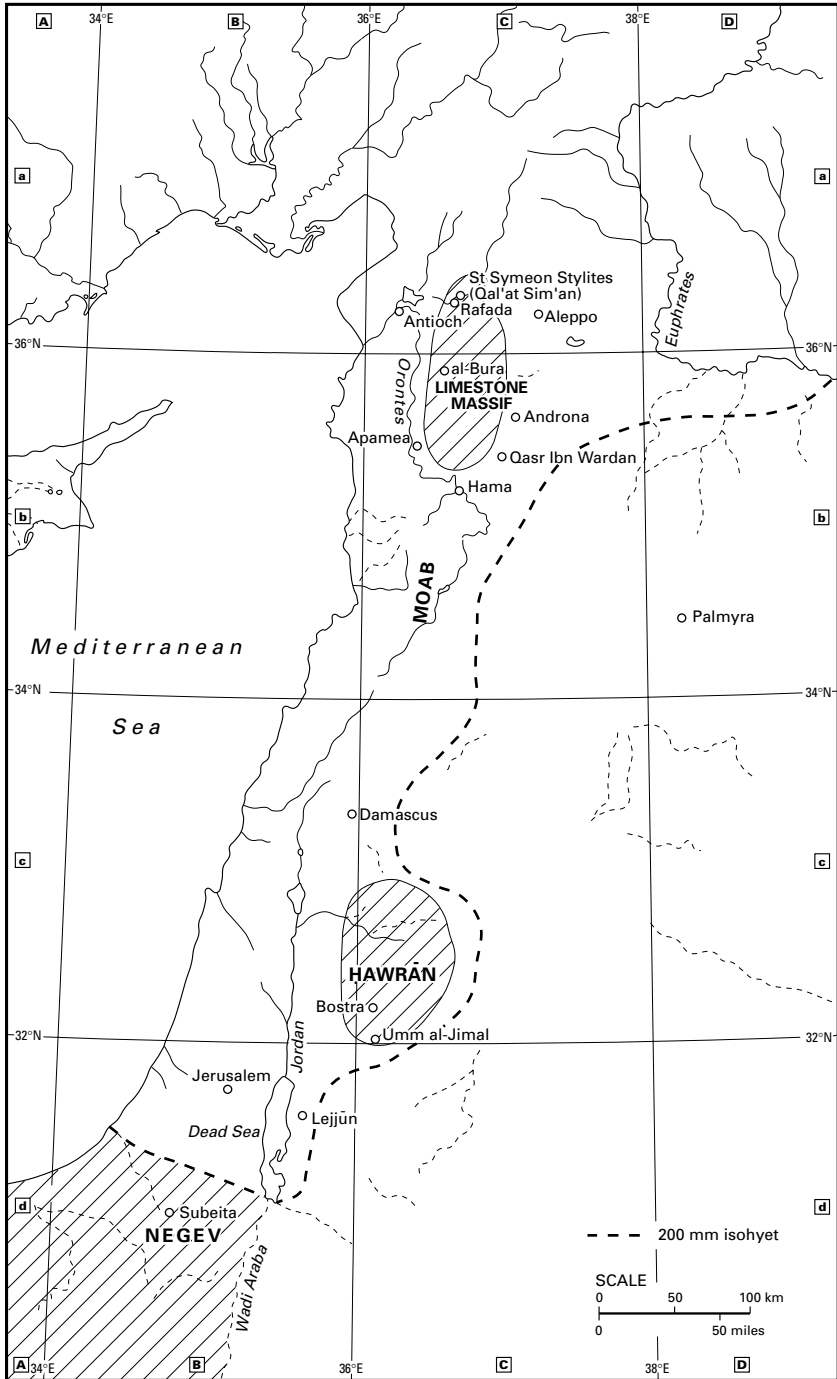 34°E
36°E
38°E
A
B
C
D
a
a
St Symeon Stylites
(Qal'at Sim'an)
Rafada
Antioch
Aleppo
Euphrates
36°N
36°N
Orontes
al-Bura
LIMESTONE
MASSIF
Androna
Apamea
Qasr Ibn Wardan
Hama
b
b
MOAB
Palmyra
Mediterranean
Sea
34°N
34°N
Damascus
c
c
HAWRĀN
Bostra
32°N
32°N
Umm al-Jimal
Jordan
Jerusalem
Dead Sea
Lejjūn
d
d
Subeita
NEGEV
Wadi Araba
200 mm isohyet
SCALE
0 50 100 km
0 50 miles
A
34°E
B
36°E
C
38°E
D